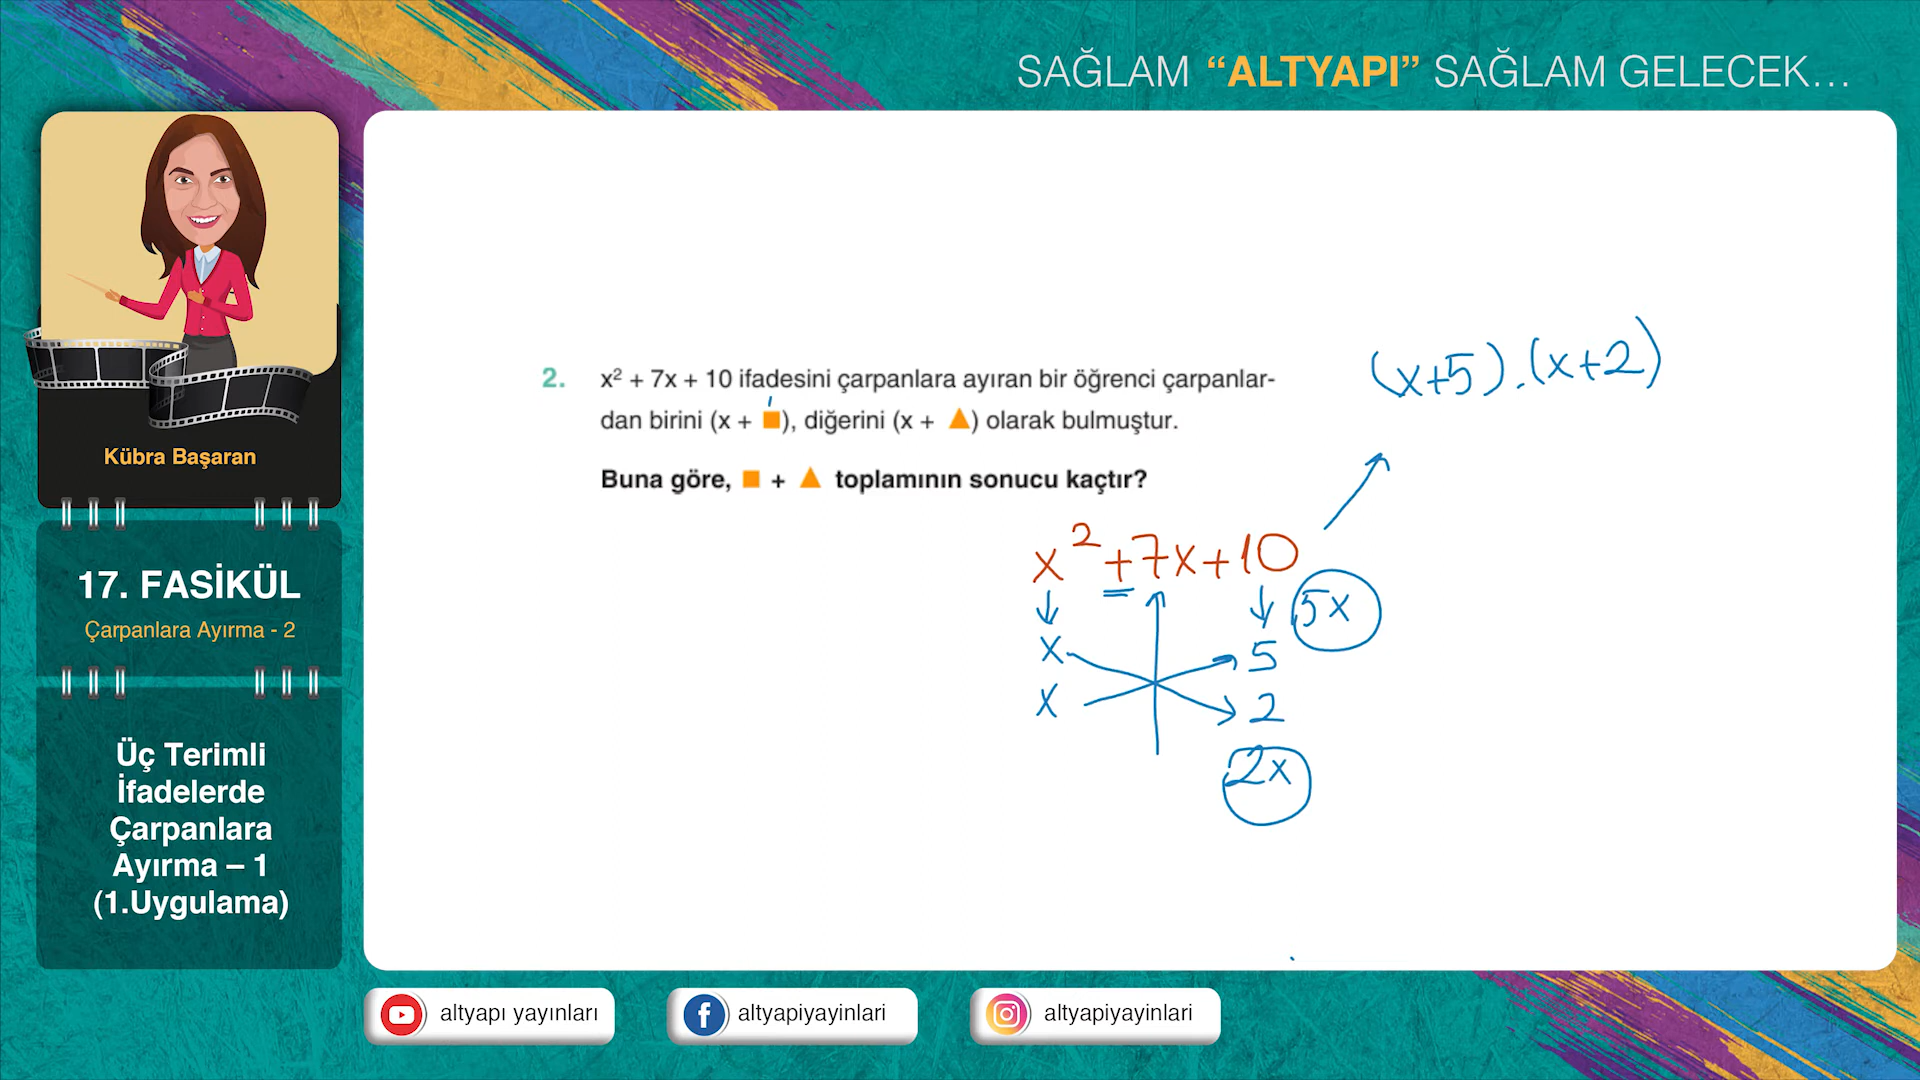 SAĞLAM “ALTYAPI” SAĞLAM GELECEK...
Kübra Başaran
17. FASİKÜL
Çarpanlara Ayırma - 2
Üç Terimli
İfadelerde
Çarpanlara
Ayırma – 1
(1.Uygulama)
2. x² + 7x + 10 ifadesini çarpanlara ayıran bir öğrenci çarpanlar-
dan birini (x + ■), diğerini (x + ▲) olarak bulmuştur.
Buna göre, ■ + ▲ toplamının sonucu kaçtır?
(x+5).(x+2)
x²+7x+10
5x
x 5
x 2
2x
altyapı yayınları
altyapiyayinlari
altyapiyayinlari